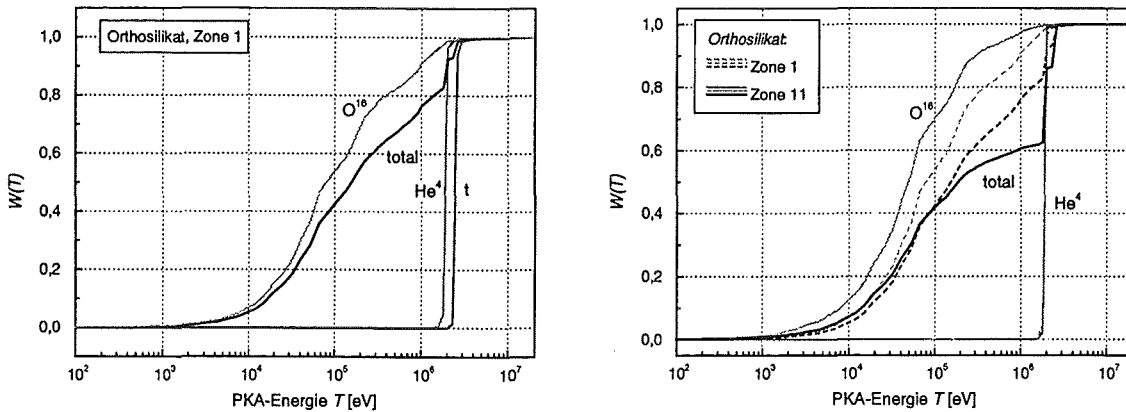 Orthosilikat, Zone 1
1,0
0,8
0,6
0,4
0,2
0,0
W(T)
O¹⁶
total
He⁴
t
10² 10³ 10⁴ 10⁵ 10⁶ 10⁷
PKA-Energie T [eV]
Orthosilikat:
Zone 1
Zone 11
1,0
0,8
0,6
0,4
0,2
0,0
W(T)
O¹⁶
total
He⁴
10² 10³ 10⁴ 10⁵ 10⁶ 10⁷
PKA-Energie T [eV]